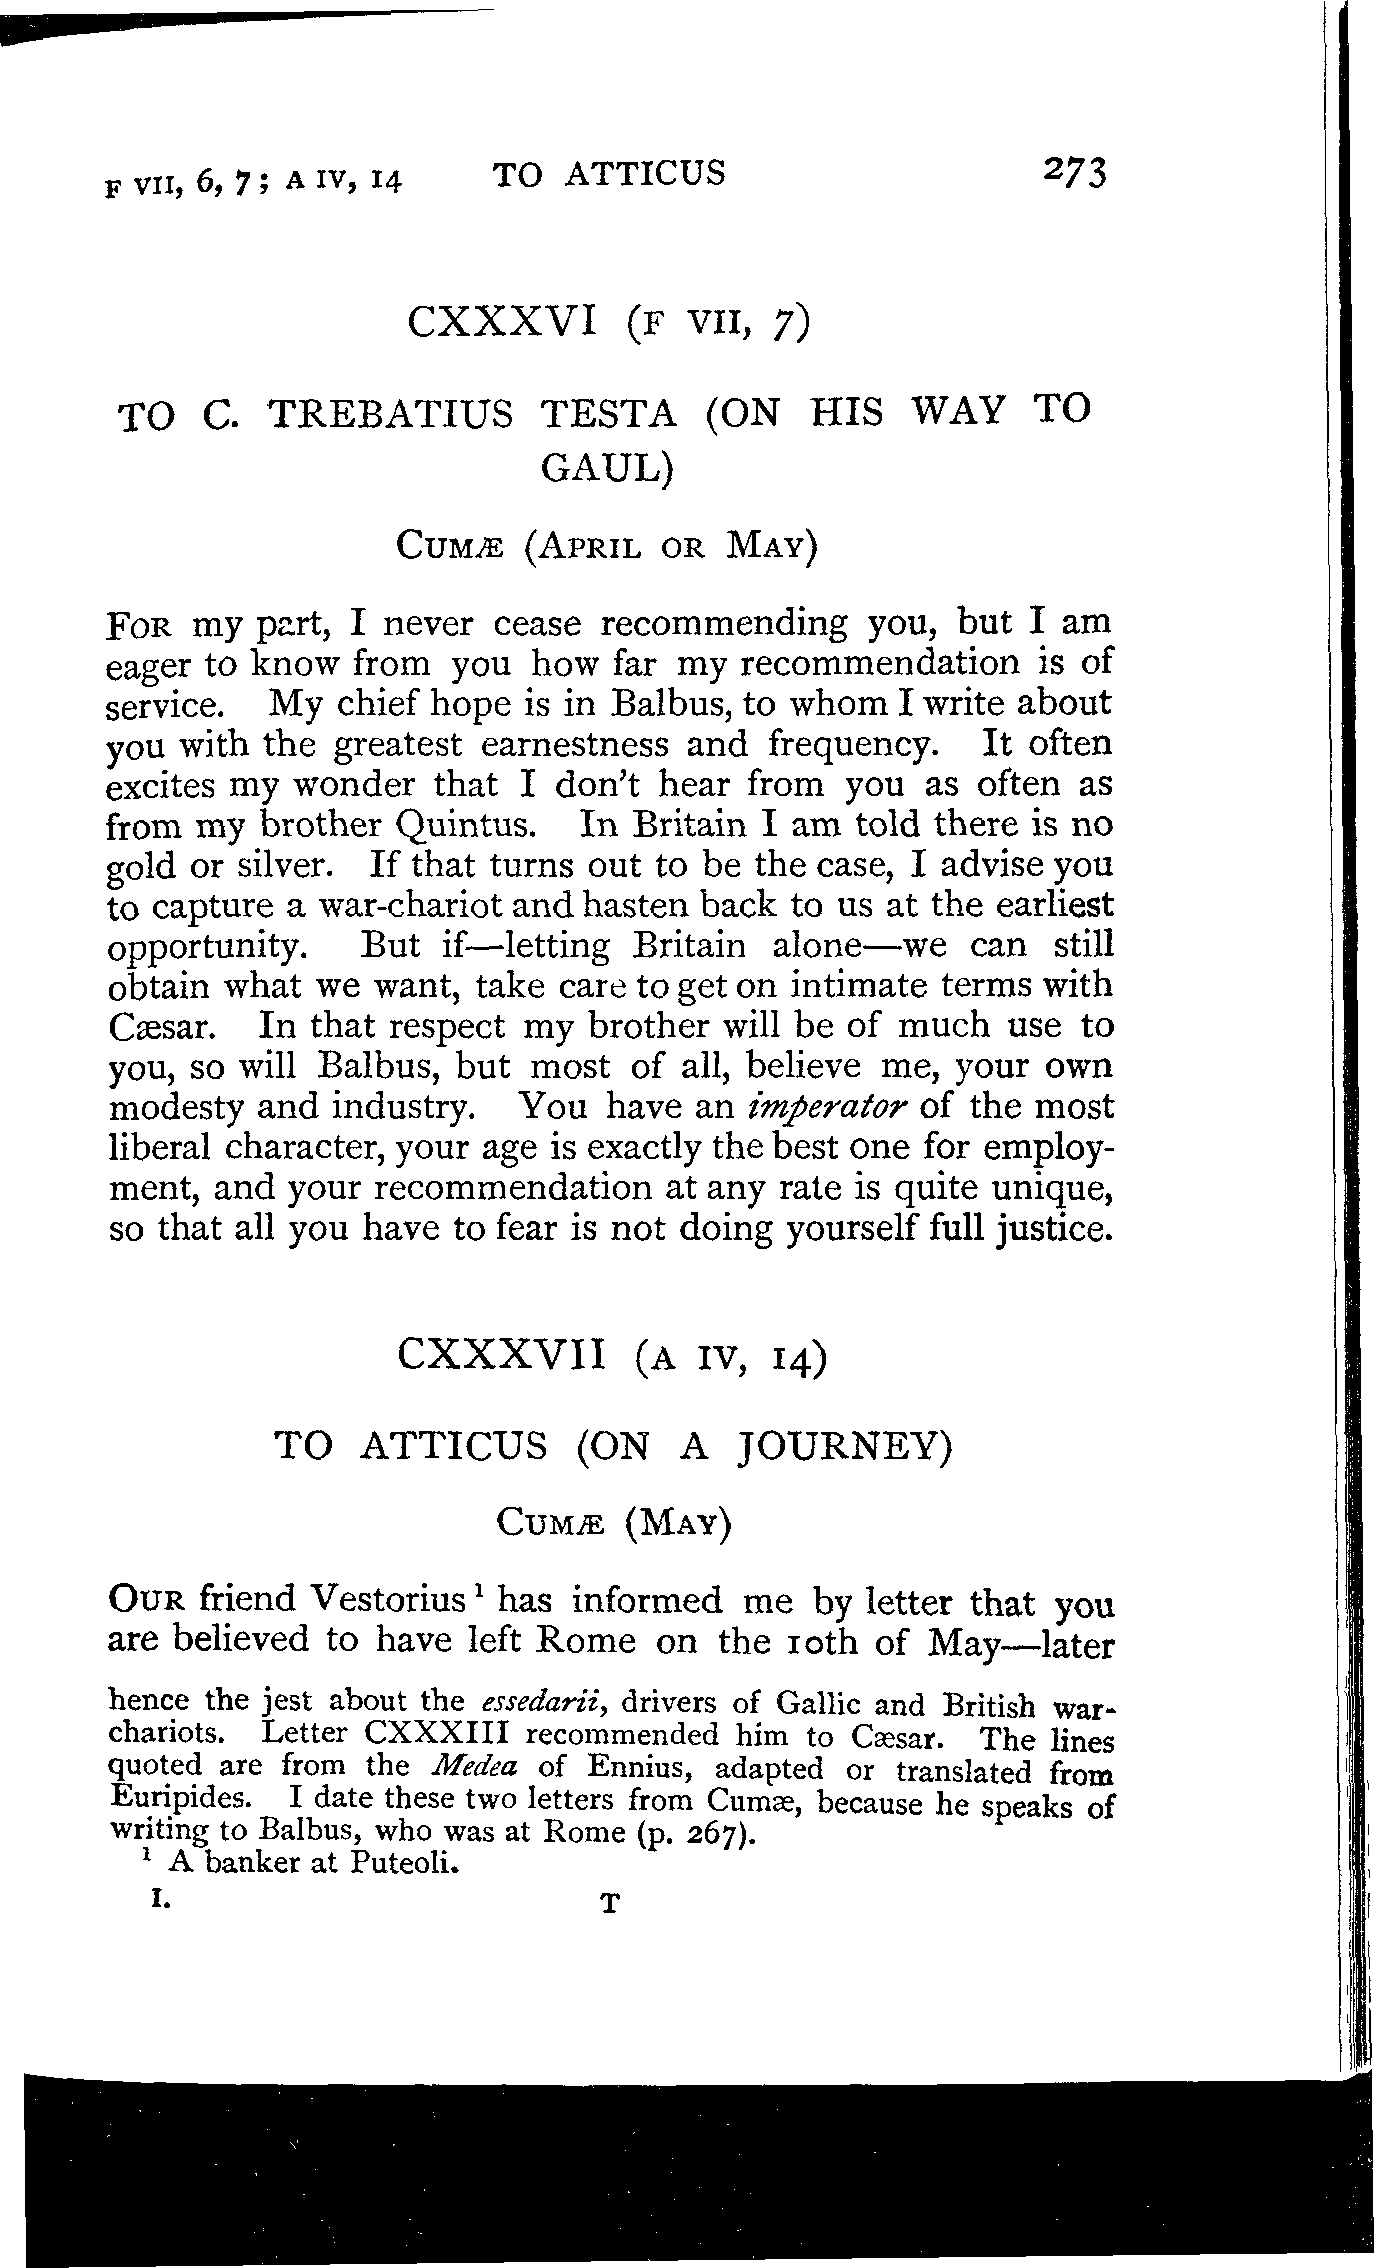 F VII, 6, 7; A IV, 14 TO ATTICUS 273
CXXXVI (F VII, 7)
TO C. TREBATIUS TESTA (ON HIS WAY TO
GAUL)
CUMÆ (APRIL OR MAY)
FOR my part, I never cease recommending you, but I am
eager to know from you how far my recommendation is of
service. My chief hope is in Balbus, to whom I write about
you with the greatest earnestness and frequency. It often
excites my wonder that I don't hear from you as often as
from my brother Quintus. In Britain I am told there is no
gold or silver. If that turns out to be the case, I advise you
to capture a war-chariot and hasten back to us at the earliest
opportunity. But if—letting Britain alone—we can still
obtain what we want, take care to get on intimate terms with
Cæsar. In that respect my brother will be of much use to
you, so will Balbus, but most of all, believe me, your own
modesty and industry. You have an imperator of the most
liberal character, your age is exactly the best one for employ-
ment, and your recommendation at any rate is quite unique,
so that all you have to fear is not doing yourself full justice.
CXXXVII (A IV, 14)
TO ATTICUS (ON A JOURNEY)
CUMÆ (MAY)
OUR friend Vestorius¹ has informed me by letter that you
are believed to have left Rome on the 10th of May—later
hence the jest about the essedarii, drivers of Gallic and British war-
chariots. Letter CXXXIII recommended him to Cæsar. The lines
quoted are from the Medea of Ennius, adapted or translated from
Euripides. I date these two letters from Cumæ, because he speaks of
writing to Balbus, who was at Rome (p. 267).
¹ A banker at Puteoli.
I. T